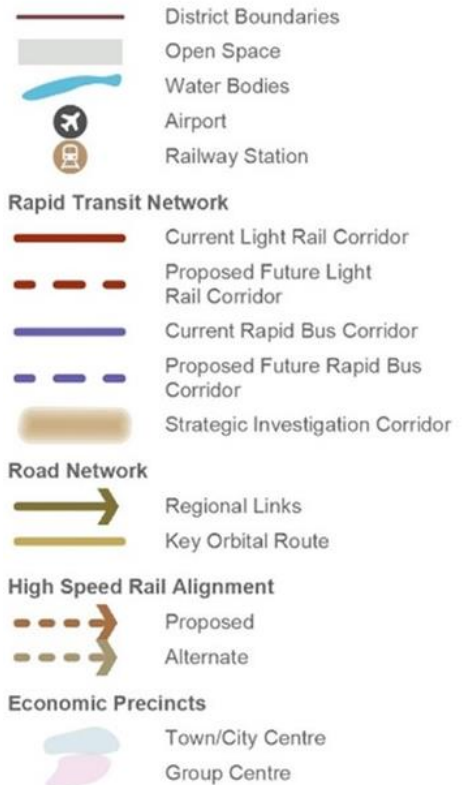 District Boundaries
Open Space
Water Bodies
Airport
Railway Station
Rapid Transit Network
Current Light Rail Corridor
Proposed Future Light
Rail Corridor
Current Rapid Bus Corridor
Proposed Future Rapid Bus
Corridor
Strategic Investigation Corridor
Road Network
Regional Links
Key Orbital Route
High Speed Rail Alignment
Proposed
Alternate
Economic Precincts
Town/City Centre
Group Centre